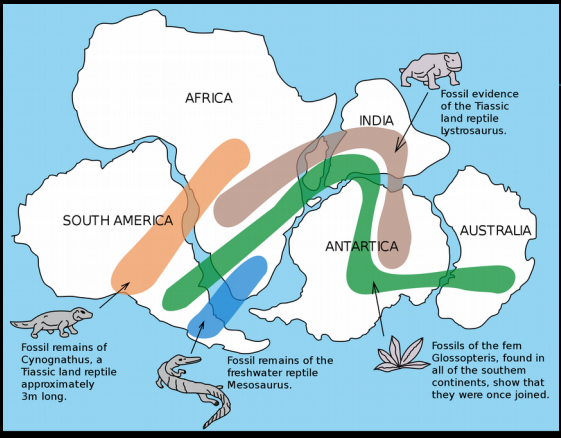 AFRICA
INDIA
Fossil evidence
of the Tiassic
land reptile
Lystrosaurus.
SOUTH AMERICA
ANTARTICA
AUSTRALIA
Fossil remains of
Cynognathus, a
Tiassic land reptile
approximately
3m long.
Fossil remains of the
freshwater reptile
Mesosaurus.
Fossils of the fem
Glossopteris, found in
all of the southem
continents, show that
they were once joined.